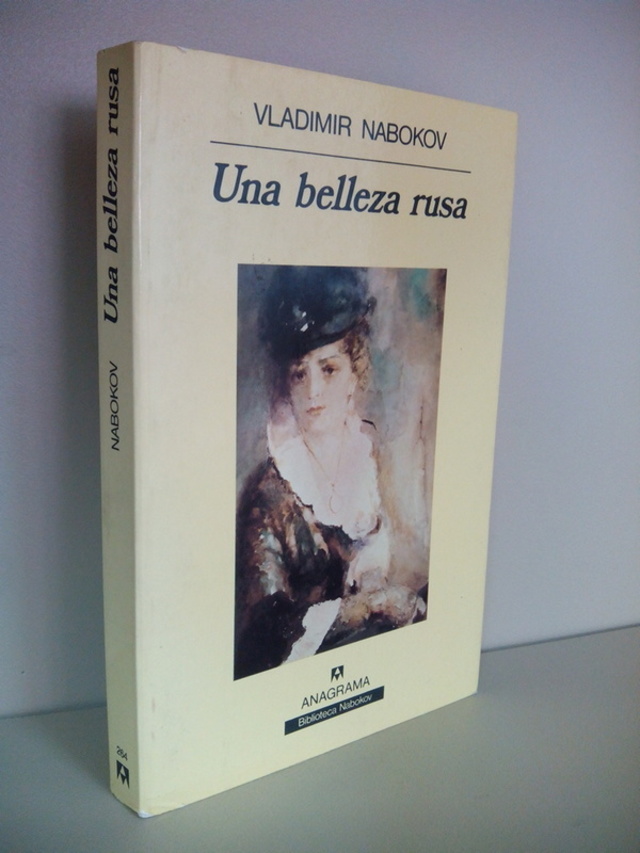 VLADIMIR NABOKOV
Una belleza rusa
ANAGRAMA
Biblioteca Nabokov
Una belleza rusa
NABOKOV
264